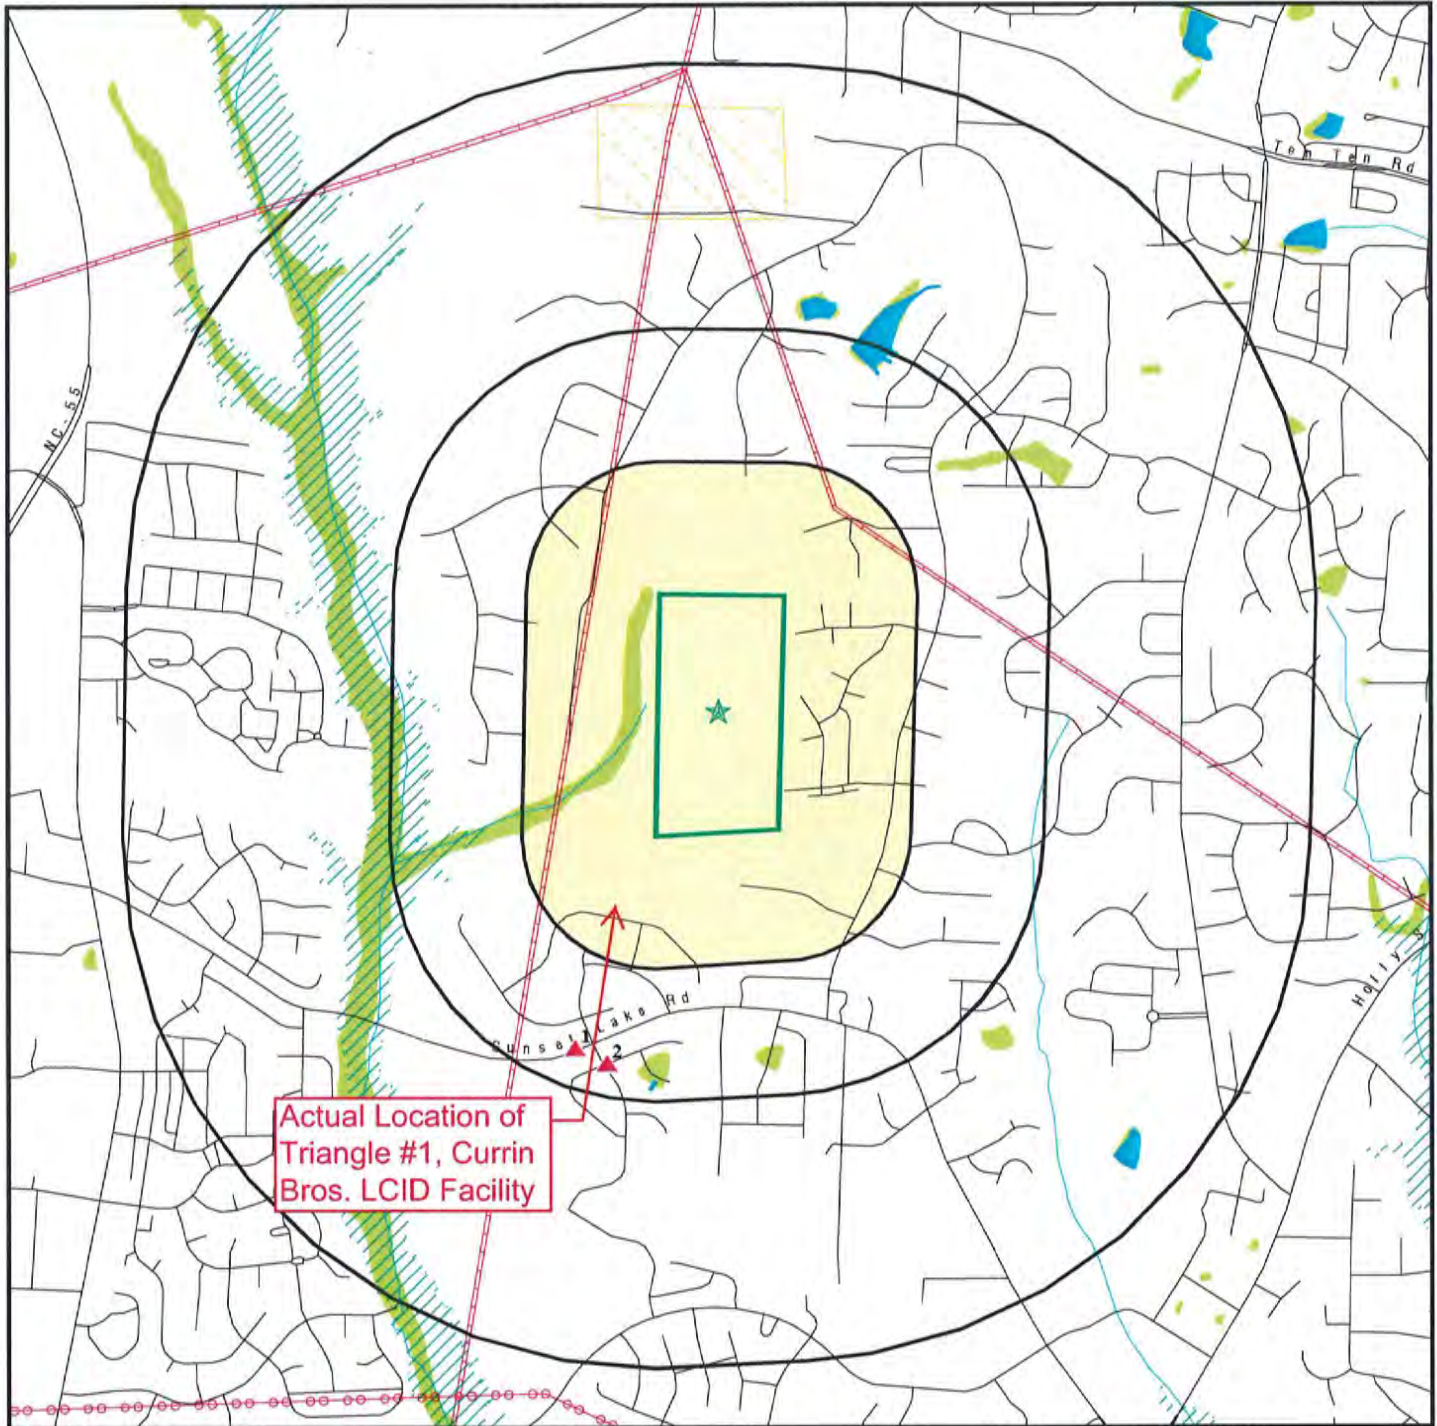 Ten Ten Rd
NC-55
Holly S
Sunset Lake Rd
1
2
Actual Location of
Triangle #1, Currin
Bros. LCID Facility